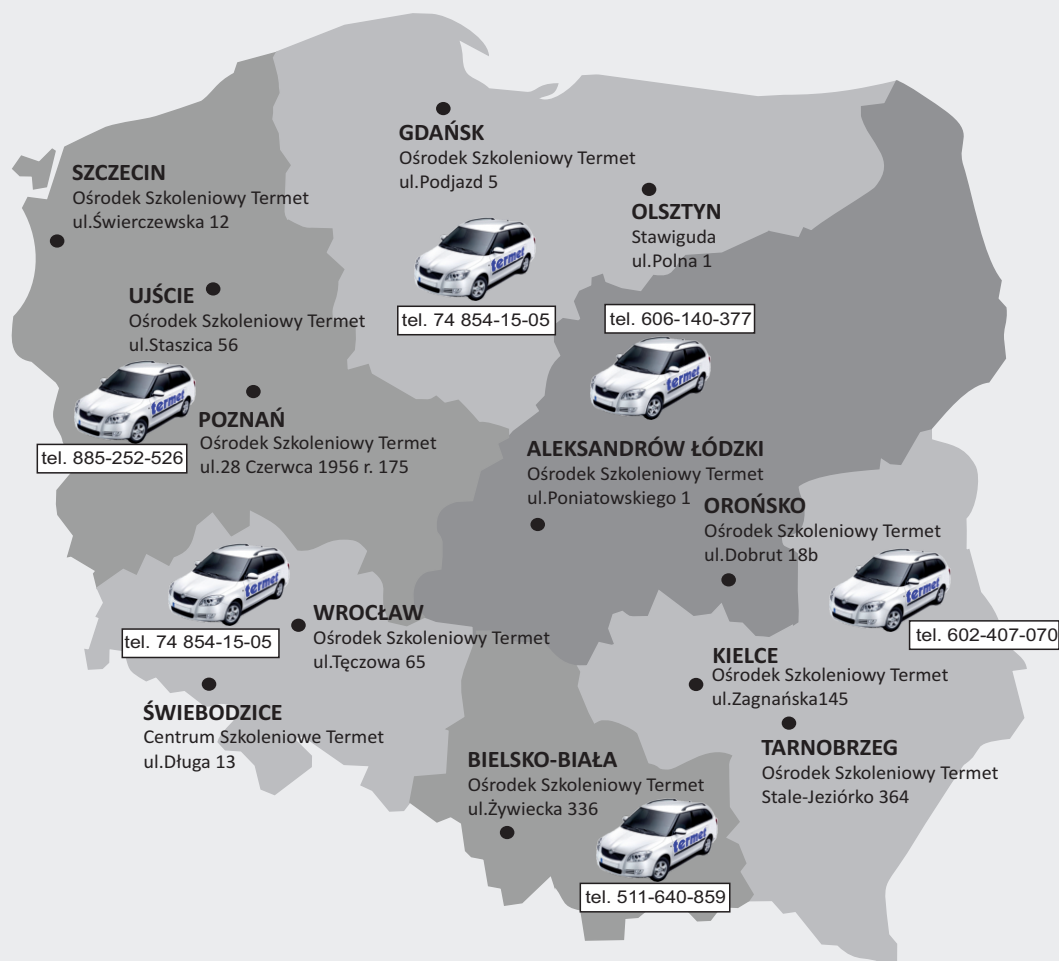 GDAŃSK
Ośrodek Szkoleniowy Termet
ul.Podjazd 5
SZCZECIN
Ośrodek Szkoleniowy Termet
ul.Świerczewska 12
OLSZTYN
Stawiguda
ul.Polna 1
termet
tel. 74 854-15-05
UJŚCIE
Ośrodek Szkoleniowy Termet
ul.Staszica 56
tel. 606-140-377
termet
termet
tel. 885-252-526
POZNAŃ
Ośrodek Szkoleniowy Termet
ul.28 Czerwca 1956 r. 175
ALEKSANDRÓW ŁÓDZKI
Ośrodek Szkoleniowy Termet
ul.Poniatowskiego 1
OROŃSKO
Ośrodek Szkoleniowy Termet
ul.Dobrut 18b
termet
tel. 602-407-070
termet
tel. 74 854-15-05
WROCŁAW
Ośrodek Szkoleniowy Termet
ul.Tęczowa 65
KIELCE
Ośrodek Szkoleniowy Termet
ul.Zagnańska145
ŚWIEBODZICE
Centrum Szkoleniowe Termet
ul.Długa 13
TARNOBRZEG
Ośrodek Szkoleniowy Termet
Stale-Jeziórko 364
BIELSKO-BIAŁA
Ośrodek Szkoleniowy Termet
ul.Żywiecka 336
termet
tel. 511-640-859